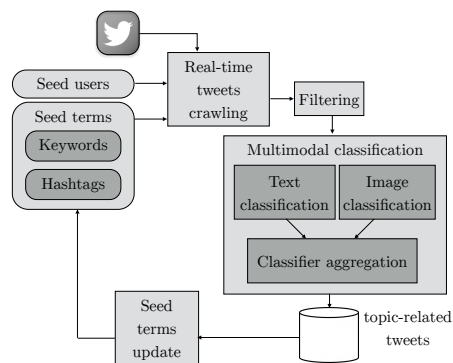 Seed users
Real-time
tweets
crawling
Filtering
Seed terms
Keywords
Hashtags
Multimodal classification
Text
classification
Image
classification
Classifier aggregation
Seed
terms
update
topic-related
tweets